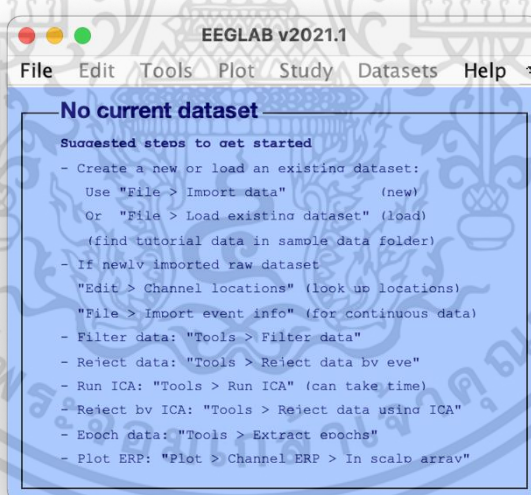 EEGLAB v2021.1
File Edit Tools Plot Study Datasets Help
No current dataset
Suggested steps to get started
- Create a new or load an existing dataset:
Use "File > Import data" (new)
Or "File > Load existing dataset" (load)
(find tutorial data in sample data folder)
- If newly imported raw dataset
"Edit > Channel locations" (look up locations)
"File > Import event info" (for continuous data)
- Filter data: "Tools > Filter data"
- Reject data: "Tools > Reject data by eye"
- Run ICA: "Tools > Run ICA" (can take time)
- Reject by ICA: "Tools > Reject data using ICA"
- Epoch data: "Tools > Extract epochs"
- Plot ERP: "Plot > Channel ERP > In scalp array"